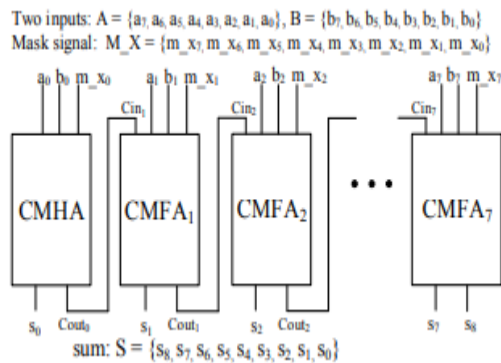 Two inputs: A = {a₇, a₆, a₅, a₄, a₃, a₂, a₁, a₀}, B = {b₇, b₆, b₅, b₄, b₃, b₂, b₁, b₀}
Mask signal: M_X = {m_x₇, m_x₆, m_x₅, m_x₄, m_x₃, m_x₂, m_x₁, m_x₀}
a₀ b₀ m_x₀ a₁ b₁ m_x₁ a₂ b₂ m_x₂ a₇ b₇ m_x₇
Cin₁ Cin₂ Cin₇
CMHA CMFA₁ CMFA₂ • • • CMFA₇
s₀ Cout₀ s₁ Cout₁ s₂ Cout₂ s₇ s₈
sum: S = {s₈, s₇, s₆, s₅, s₄, s₃, s₂, s₁, s₀}